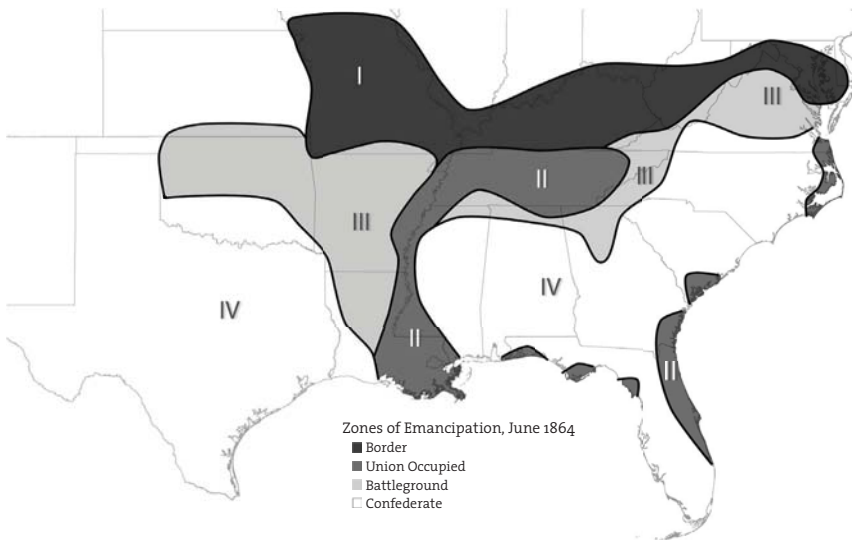 I
III
II
III
III
IV
IV
II
II
Zones of Emancipation, June 1864
Border
Union Occupied
Battleground
Confederate